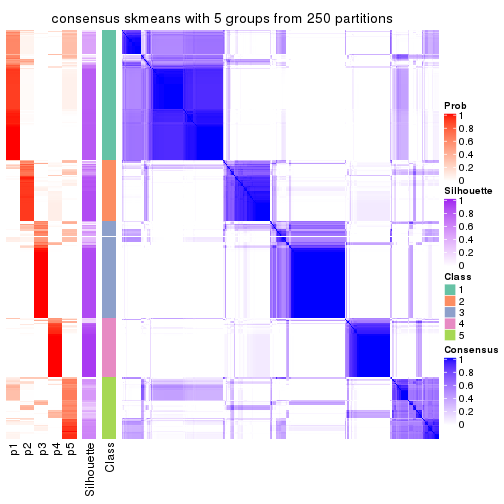 consensus skmeans with 5 groups from 250 partitions
Prob
1
0.8
0.6
0.4
0.2
0
Silhouette
1
0.8
0.6
0.4
0.2
0
Class
1
2
3
4
5
Consensus
1
0.8
0.6
0.4
0.2
0
p1
p2
p3
p4
p5
Silhouette
Class